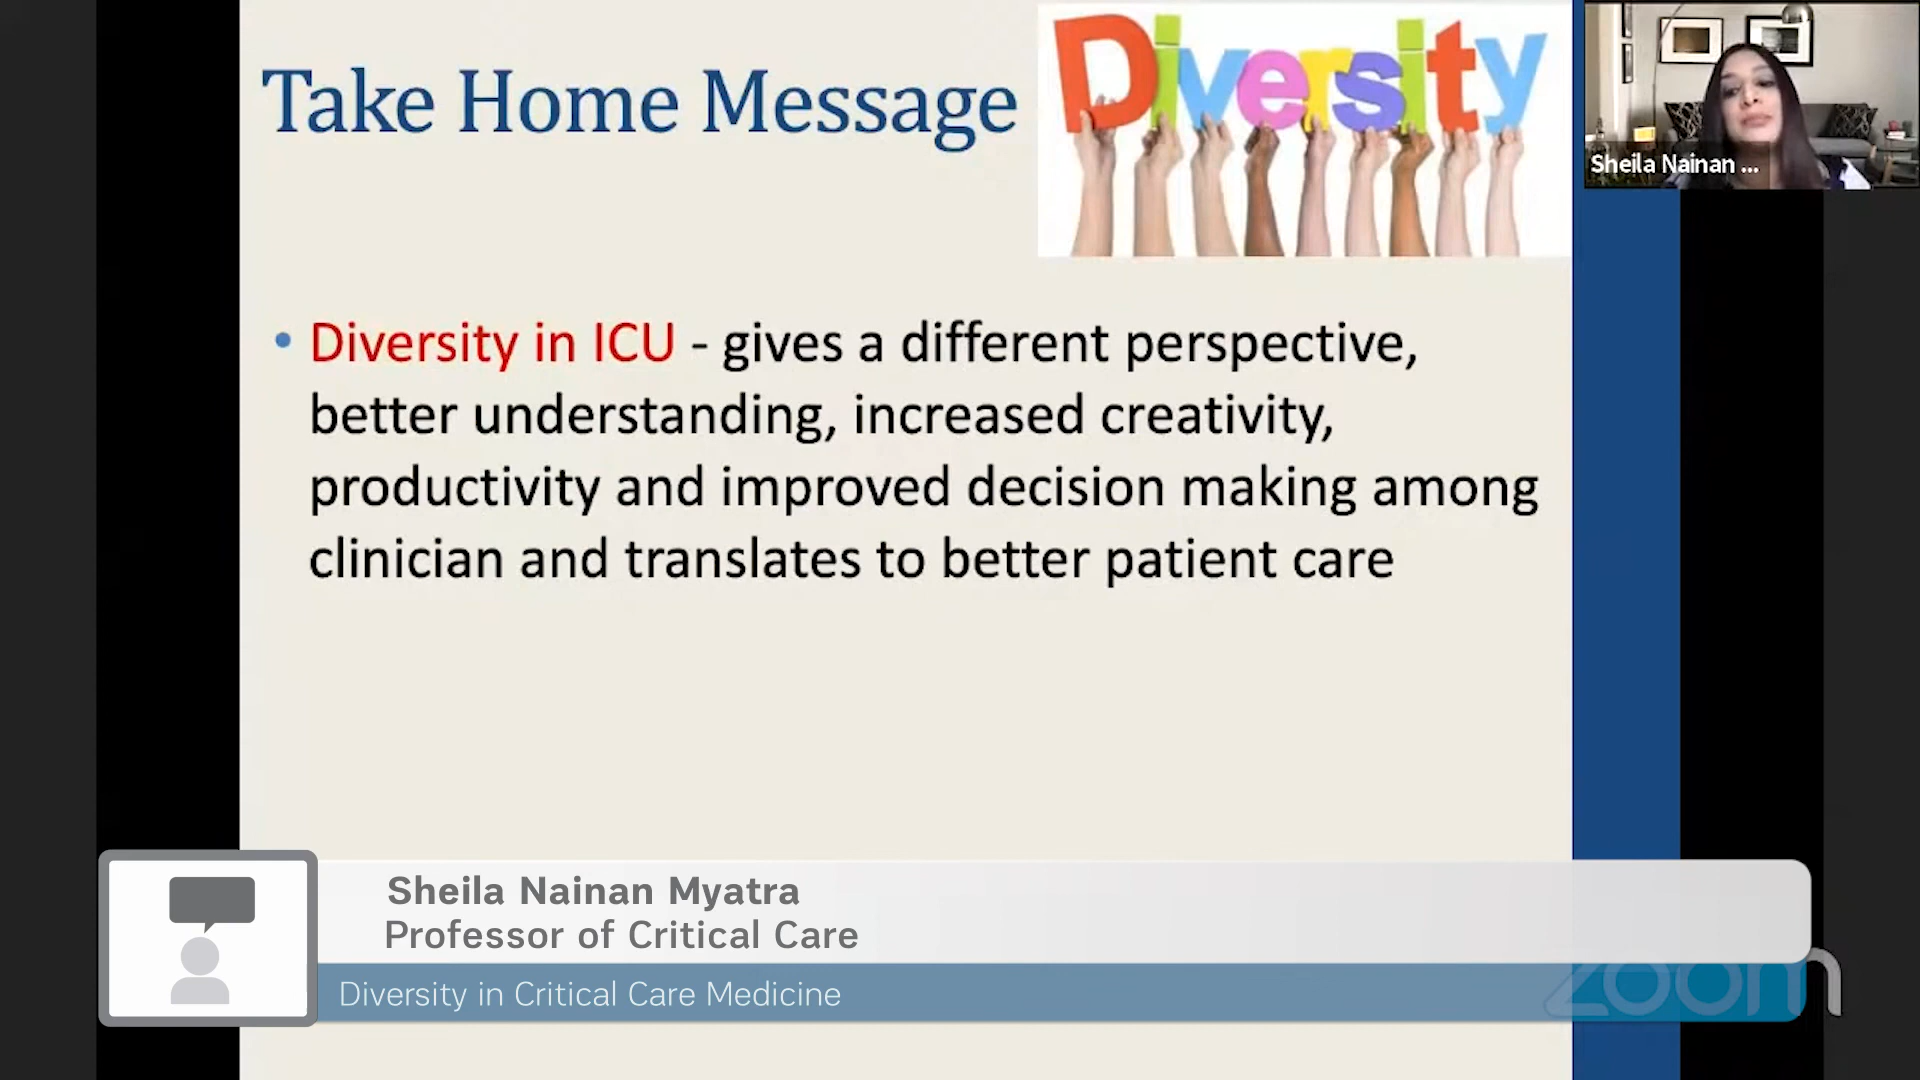 Take Home Message
Diversity
Sheila Nainan ...
• Diversity in ICU - gives a different perspective,
better understanding, increased creativity,
productivity and improved decision making among
clinician and translates to better patient care
Sheila Nainan Myatra
Professor of Critical Care
Diversity in Critical Care Medicine
zoom